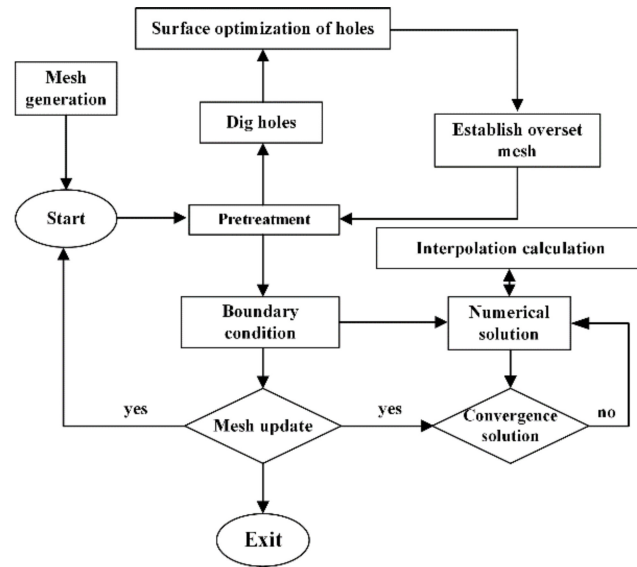 Surface optimization of holes
Mesh
generation
Dig holes
Establish overset
mesh
Start
Pretreatment
Interpolation calculation
Boundary
condition
Numerical
solution
yes
Mesh update
yes
Convergence
solution
no
Exit